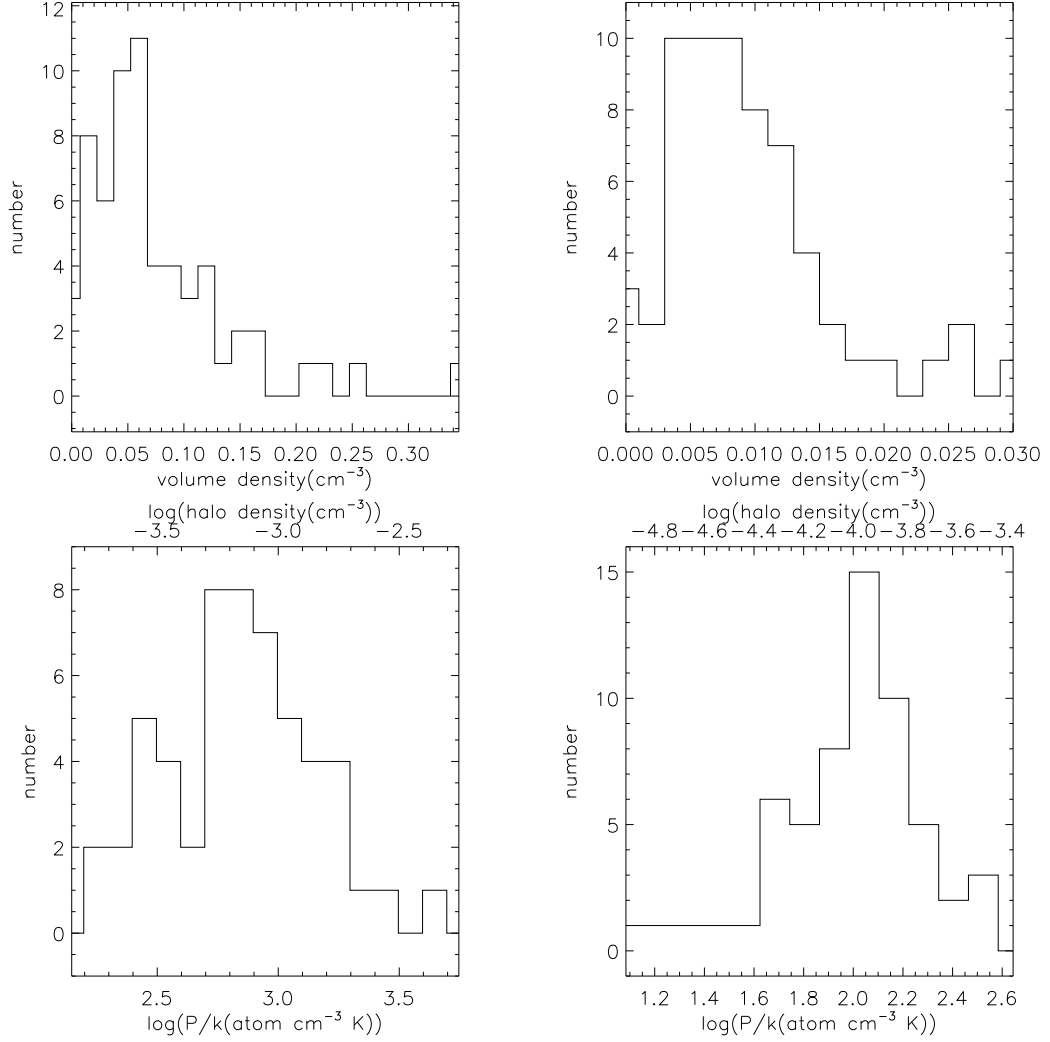 12
10
8
6
4
2
0
number
0.00 0.05 0.10 0.15 0.20 0.25 0.30
volume density(cm⁻³)
10
8
6
4
2
0
number
0.000 0.005 0.010 0.015 0.020 0.025 0.030
volume density(cm⁻³)
log(halo density(cm⁻³))
−3.5 −3.0 −2.5
8
6
4
2
0
number
2.5 3.0 3.5
log(P/k(atom cm⁻³ K))
log(halo density(cm⁻³))
−4.8 −4.6 −4.4 −4.2 −4.0 −3.8 −3.6 −3.4
15
10
5
0
number
1.2 1.4 1.6 1.8 2.0 2.2 2.4 2.6
log(P/k(atom cm⁻³ K))